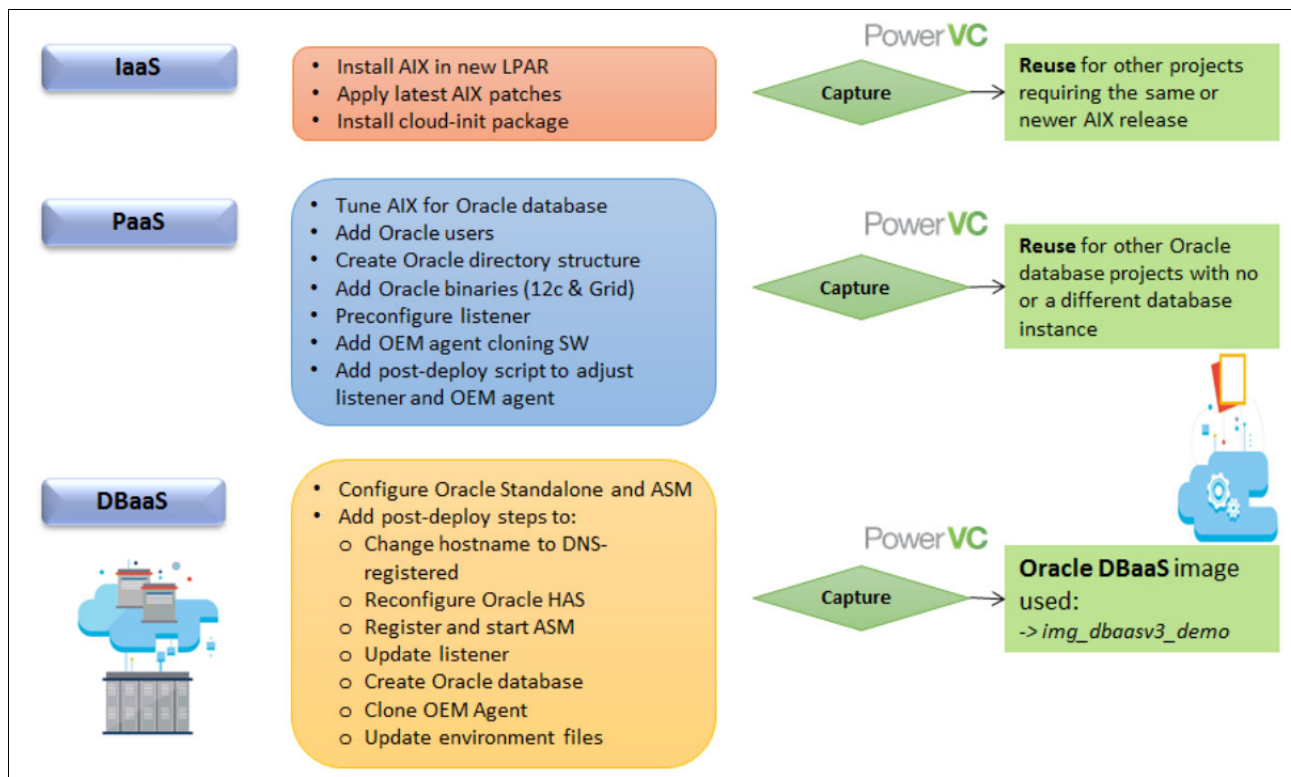 IaaS
• Install AIX in new LPAR
• Apply latest AIX patches
• Install cloud-init package
PowerVC
Capture
Reuse for other projects
requiring the same or
newer AIX release
PaaS
• Tune AIX for Oracle database
• Add Oracle users
• Create Oracle directory structure
• Add Oracle binaries (12c & Grid)
• Preconfigure listener
• Add OEM agent cloning SW
• Add post-deploy script to adjust
listener and OEM agent
PowerVC
Capture
Reuse for other Oracle
database projects with no
or a different database
instance
DBaaS
• Configure Oracle Standalone and ASM
• Add post-deploy steps to:
o Change hostname to DNS-
registered
o Reconfigure Oracle HAS
o Register and start ASM
o Update listener
o Create Oracle database
o Clone OEM Agent
o Update environment files
PowerVC
Capture
Oracle DBaaS image
used:
-> img_dbaasv3_demo